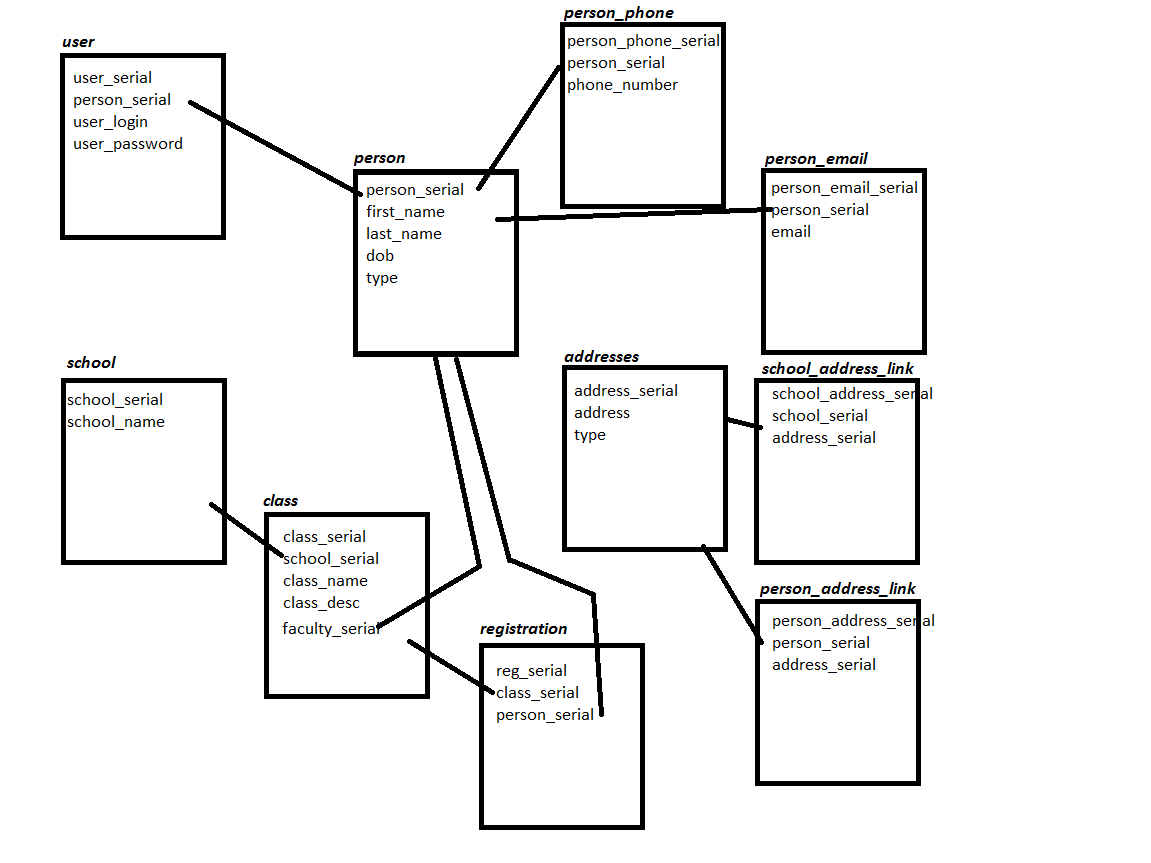 user
user_serial
person_serial
user_login
user_password
person_phone
person_phone_serial
person_serial
phone_number
person
person_serial
first_name
last_name
dob
type
person_email
person_email_serial
person_serial
email
school
school_serial
school_name
addresses
address_serial
address
type
school_address_link
school_address_serial
school_serial
address_serial
class
class_serial
school_serial
class_name
class_desc
faculty_serial
registration
reg_serial
class_serial
person_serial
person_address_link
person_address_serial
person_serial
address_serial